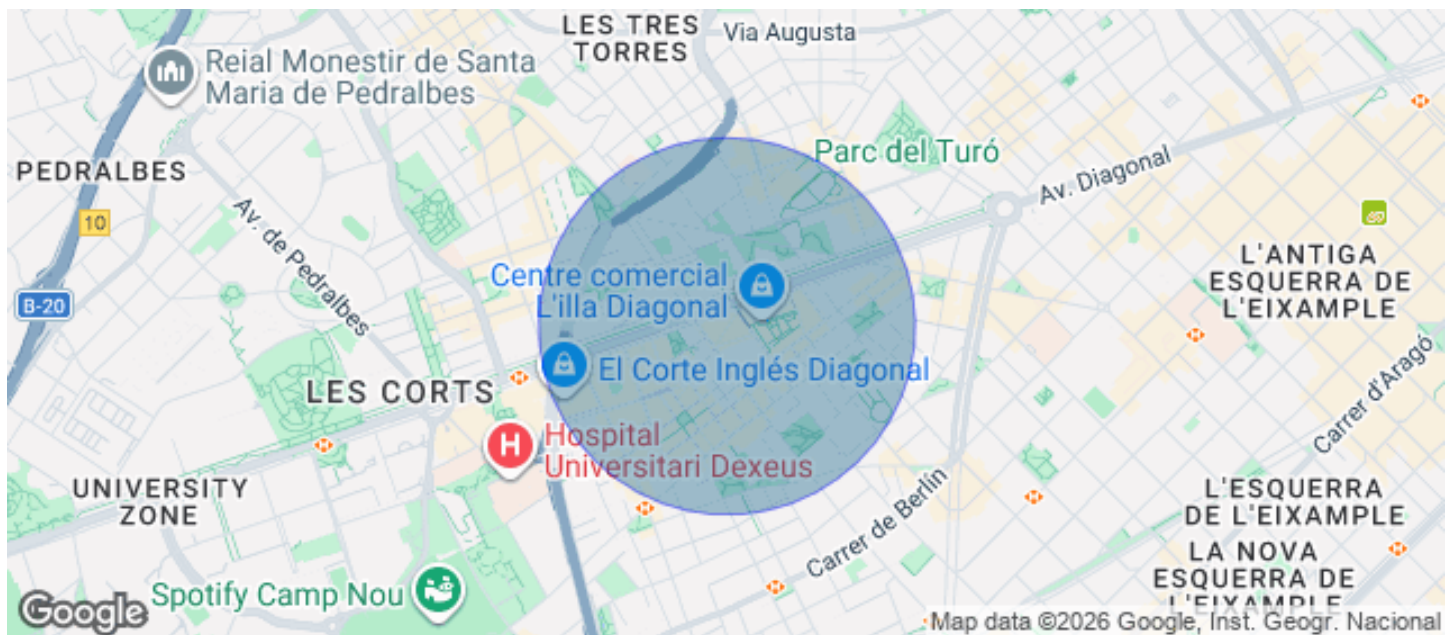 LES TRES
TORRES
Via Augusta
Reial Monestir de Santa
Maria de Pedralbes
Parc del Turó
PEDRALBES
Av. Diagonal
10
Av. de Pedralbes
L'ANTIGA
ESQUERRA DE
L'EIXAMPLE
Centre comercial
L'illa Diagonal
B-20
El Corte Inglés Diagonal
LES CORTS
Carrer d'Aragó
H
Hospital
Universitari Dexeus
UNIVERSITY
ZONE
L'ESQUERRA
DE L'EIXAMPLE
Carrer de Berlín
LA NOVA
ESQUERRA DE
L'EIXAMPLE
Spotify Camp Nou
Google
Map data ©2026 Google, Inst. Geogr. Nacional